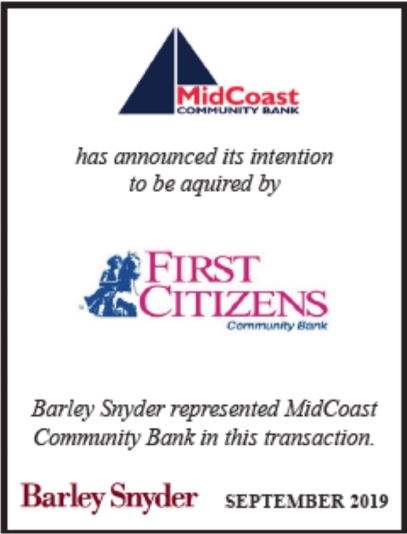 MidCoast
COMMUNITY BANK
has announced its intention
to be aquired by
FIRST
CITIZENS
Community Bank
Barley Snyder represented MidCoast
Community Bank in this transaction.
Barley Snyder SEPTEMBER 2019